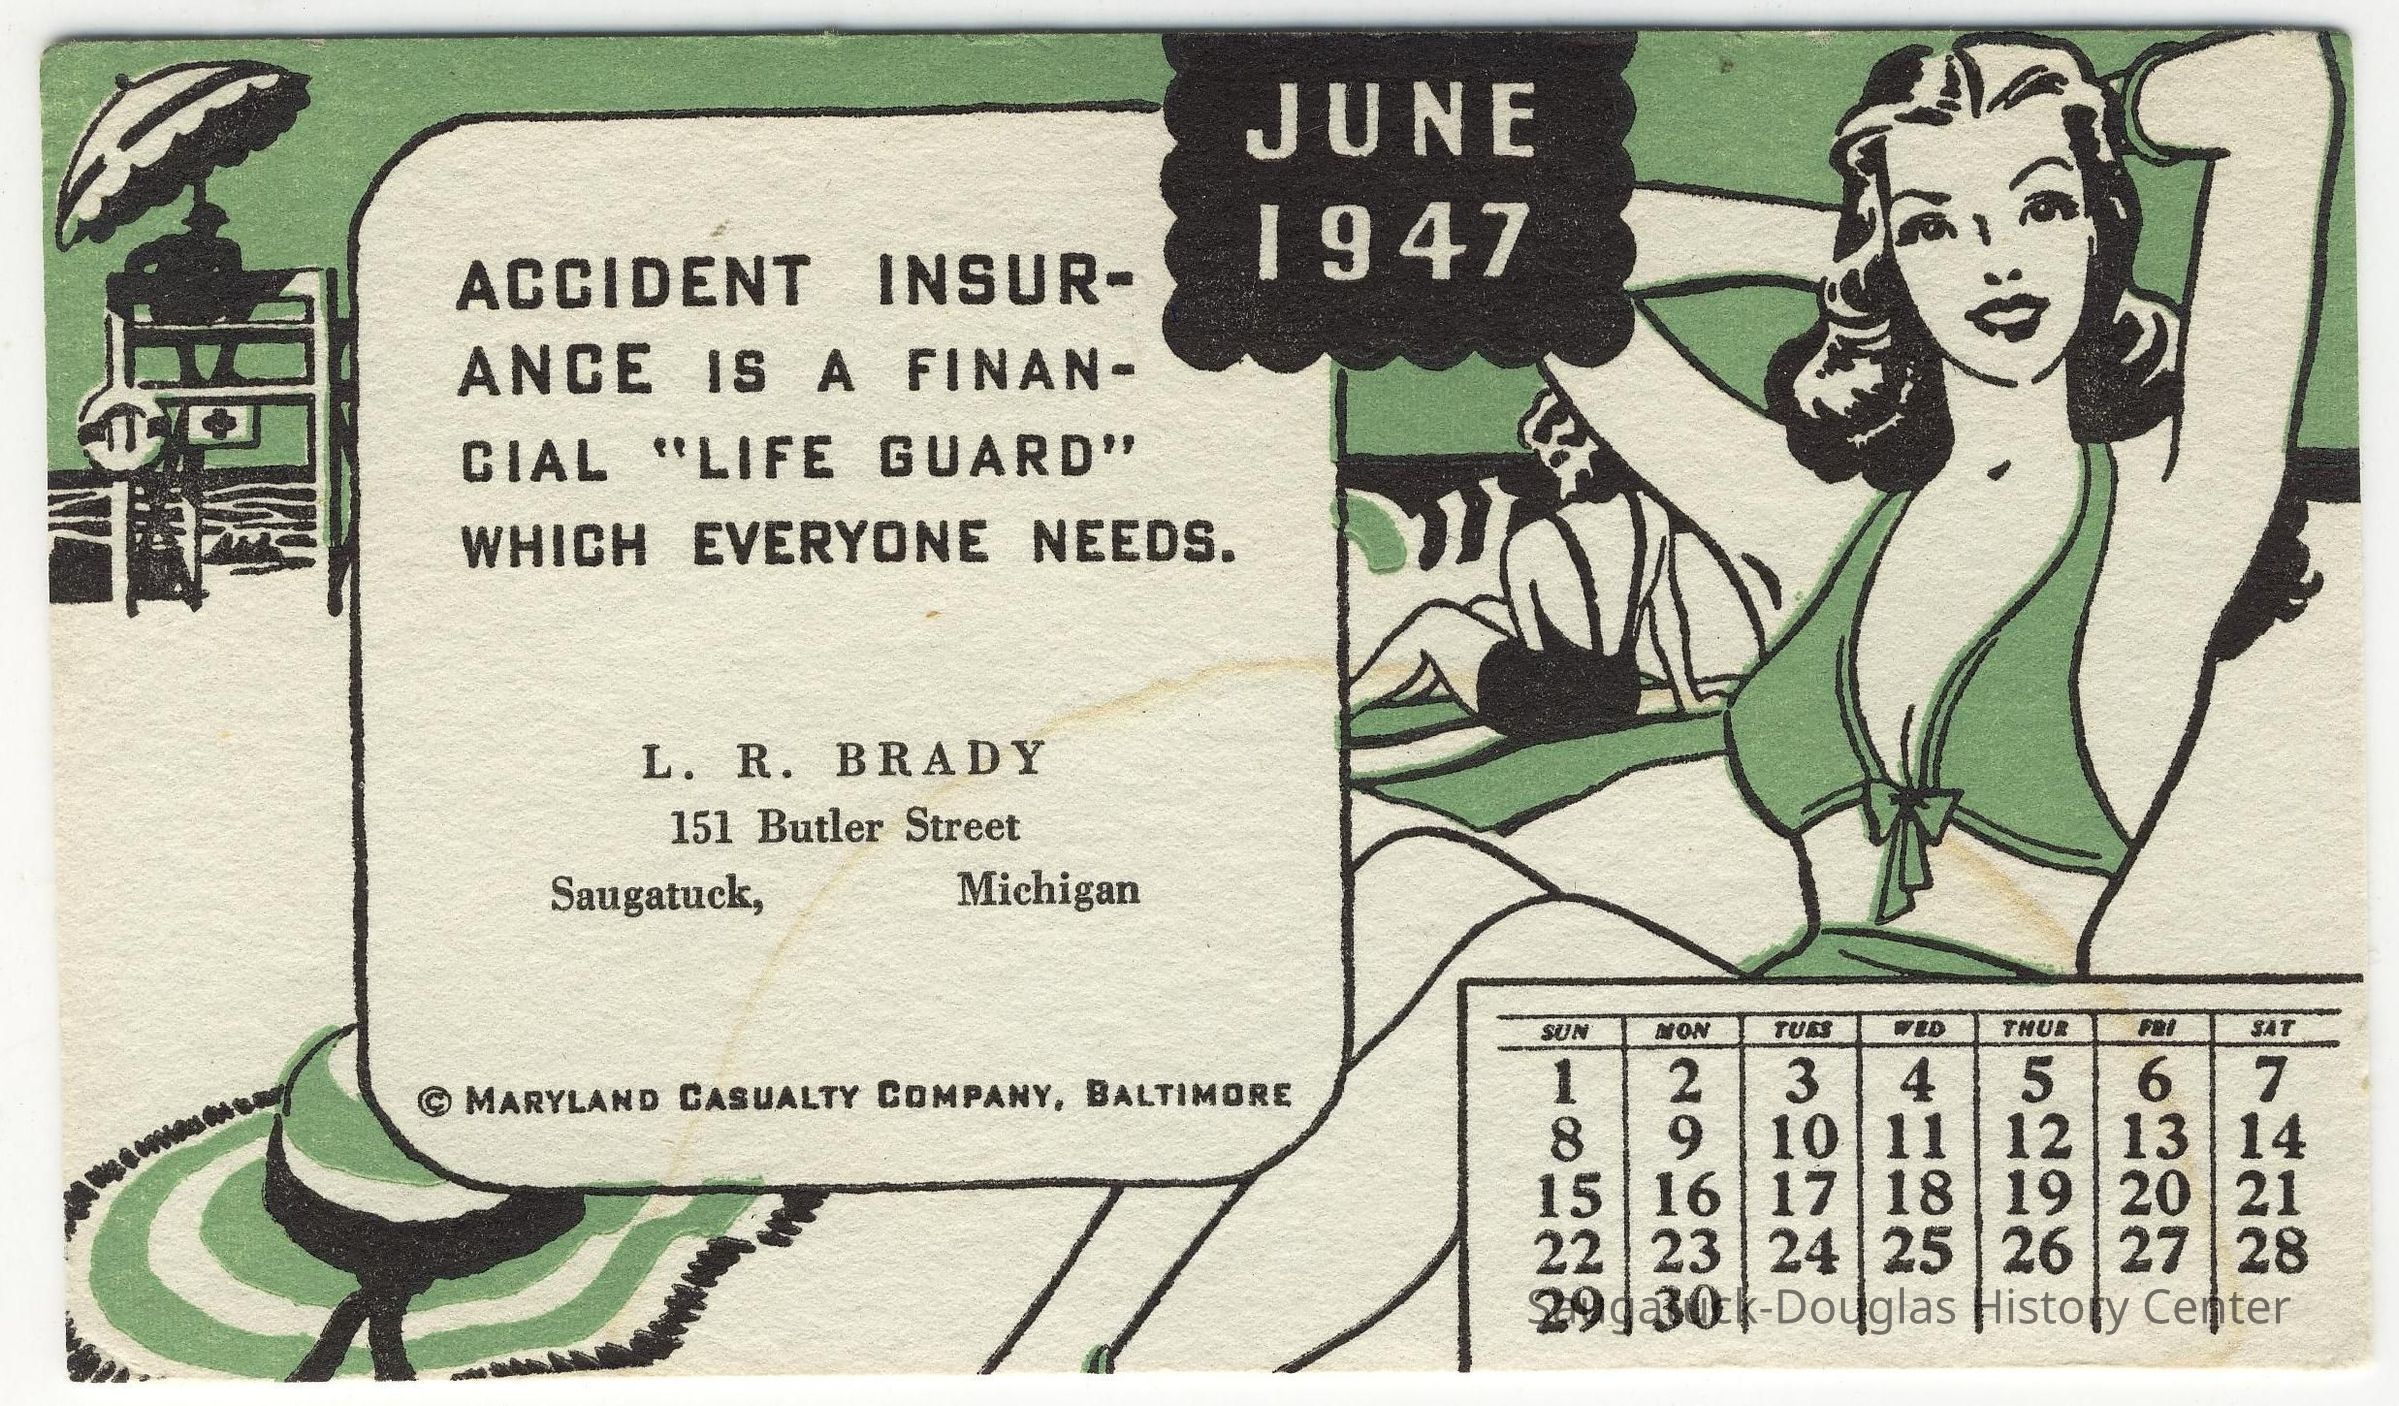 JUNE
1947
ACCIDENT INSUR-
ANCE IS A FINAN-
CIAL "LIFE GUARD"
WHICH EVERYONE NEEDS.
L. R. BRADY
151 Butler Street
Saugatuck, Michigan
© MARYLAND CASUALTY COMPANY, BALTIMORE
SUN MON TUES WED THUR FRI SAT
1 2 3 4 5 6 7
8 9 10 11 12 13 14
15 16 17 18 19 20 21
22 23 24 25 26 27 28
29 30
Saugatuck-Douglas History Center